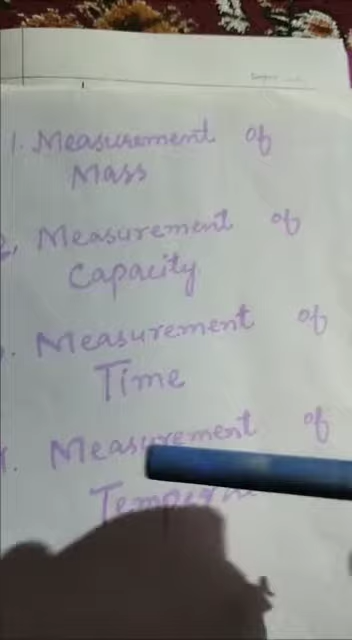 1. Measurement of
Mass
2. Measurement of
Capacity
. Measurement of
Time
. Measurement of